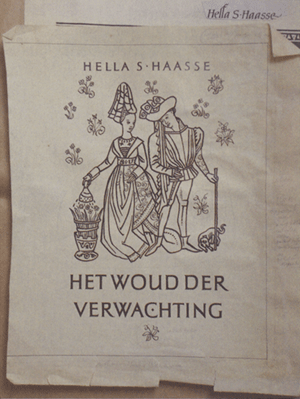 Hella S. Haasse
HELLA S. HAASSE
HET WOUD DER
VERWACHTING